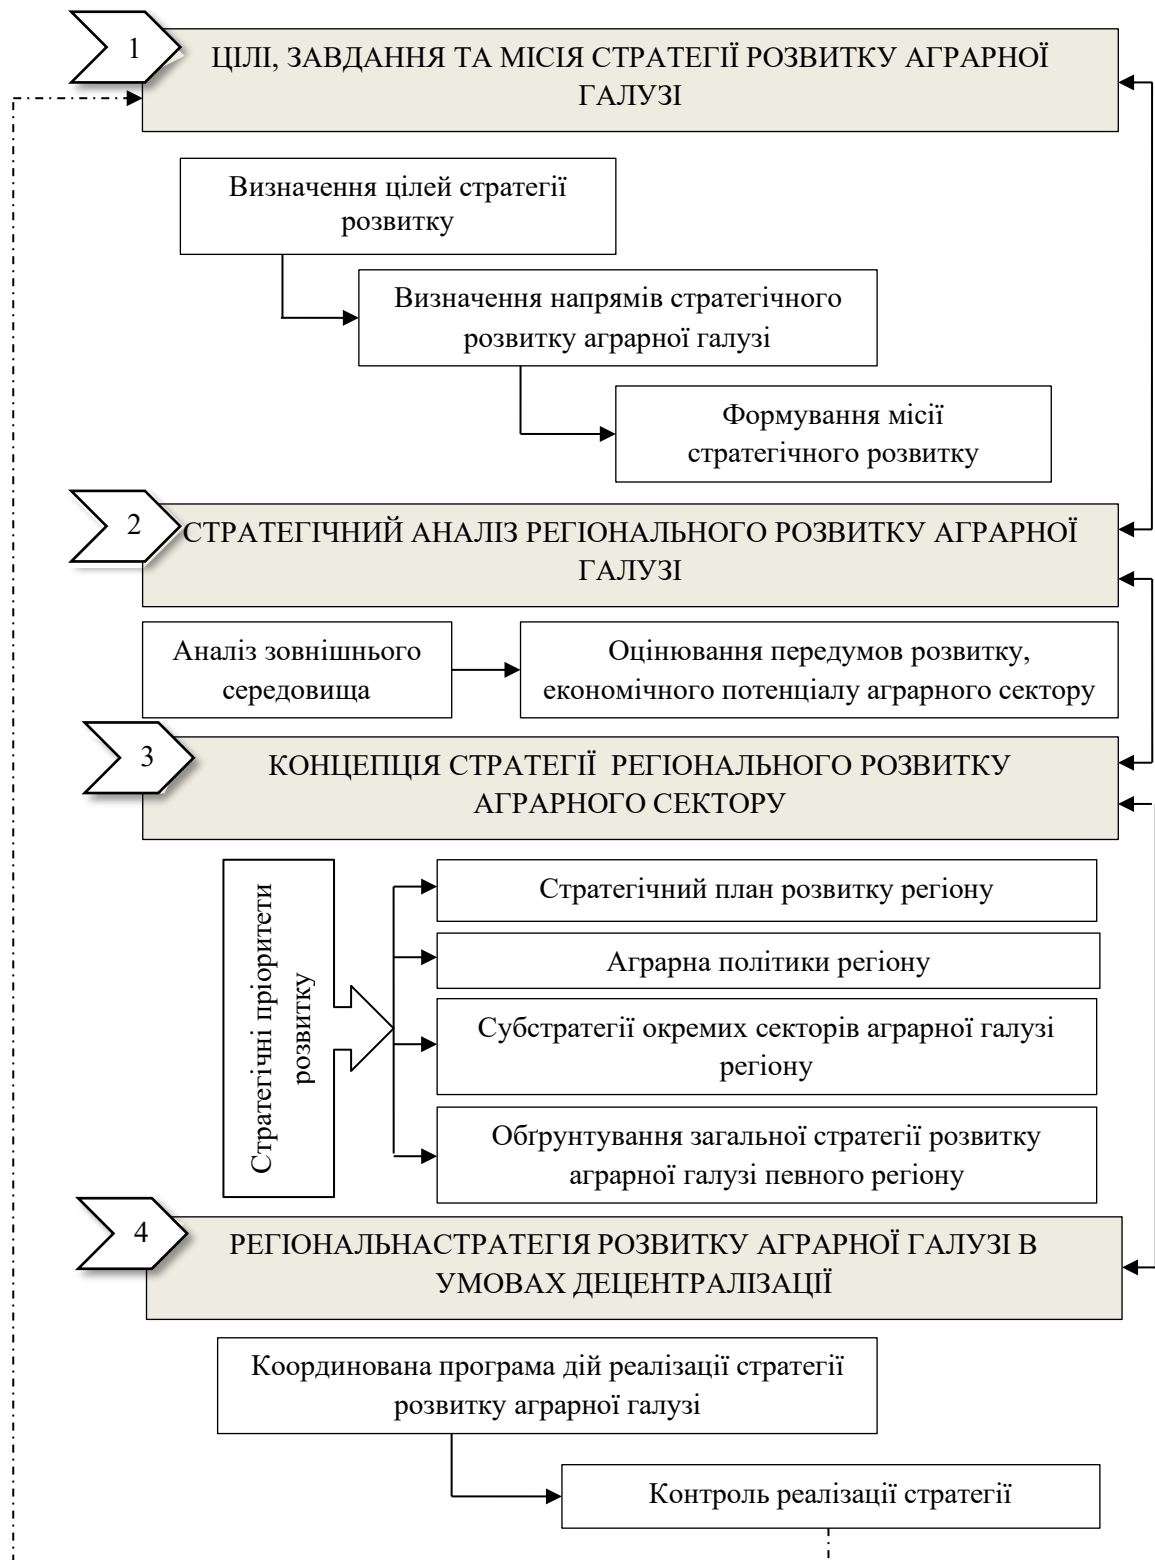 1
ЦІЛІ, ЗАВДАННЯ ТА МІСІЯ СТРАТЕГІЇ РОЗВИТКУ АГРАРНОЇ
ГАЛУЗІ
Визначення цілей стратегії
розвитку
Визначення напрямів стратегічного
розвитку аграрної галузі
Формування місії
стратегічного розвитку
2
СТРАТЕГІЧНИЙ АНАЛІЗ РЕГІОНАЛЬНОГО РОЗВИТКУ АГРАРНОЇ
ГАЛУЗІ
Аналіз зовнішнього
середовища
Оцінювання передумов розвитку,
економічного потенціалу аграрного сектору
3
КОНЦЕПЦІЯ СТРАТЕГІЇ РЕГІОНАЛЬНОГО РОЗВИТКУ
АГРАРНОГО СЕКТОРУ
Стратегічні пріоритети
розвитку
Стратегічний план розвитку регіону
Аграрна політики регіону
Субстратегії окремих секторів аграрної галузі
регіону
Обґрунтування загальної стратегії розвитку
аграрної галузі певного регіону
4
РЕГІОНАЛЬНАСТРАТЕГІЯ РОЗВИТКУ АГРАРНОЇ ГАЛУЗІ В
УМОВАХ ДЕЦЕНТРАЛІЗАЦІЇ
Координована програма дій реалізації стратегії
розвитку аграрної галузі
Контроль реалізації стратегії